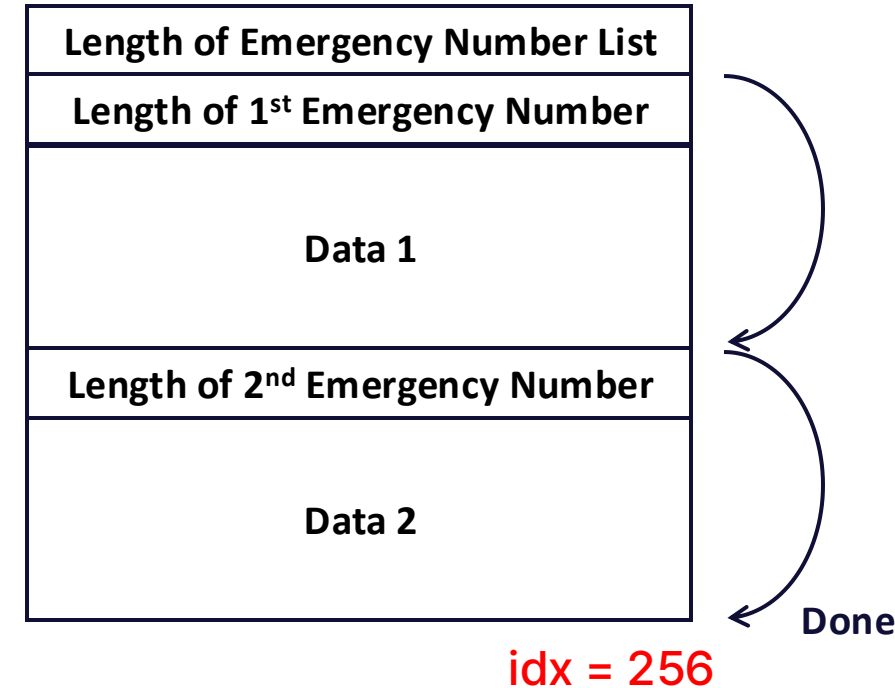 Length of Emergency Number List
Length of 1st Emergency Number
Data 1
Length of 2nd Emergency Number
Data 2
Done
idx = 256